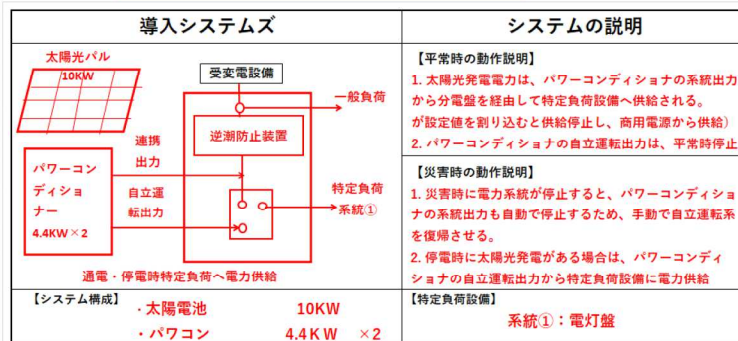 導入システムズ
システムの説明
太陽光パル
10KW
受変電設備
一般負荷
逆潮防止装置
連携
出力
パワーコン
ディショ
ナー
4.4KW×2
自立運
転出力
特定負荷
系統①
通電・停電時特定負荷へ電力供給
【平常時の動作説明】
1. 太陽光発電電力は、パワーコンディショナの系統出力
から分電盤を経由して特定負荷設備へ供給される。
が設定値を割り込むと供給停止し、商用電源から供給）
2. パワーコンディショナの自立運転出力は、平常時停止
【災害時の動作説明】
1. 災害時に電力系統が停止すると、パワーコンディショ
ナの系統出力も自動で停止するため、手動で自立運転系
を復帰させる。
2. 停電時に太陽光発電がある場合は、パワーコンディ
ショナの自立運転出力から特定負荷設備に電力供給
【システム構成】
・太陽電池 10KW
・パワコン 4.4KW ×2
【特定負荷設備】
系統①：電灯盤